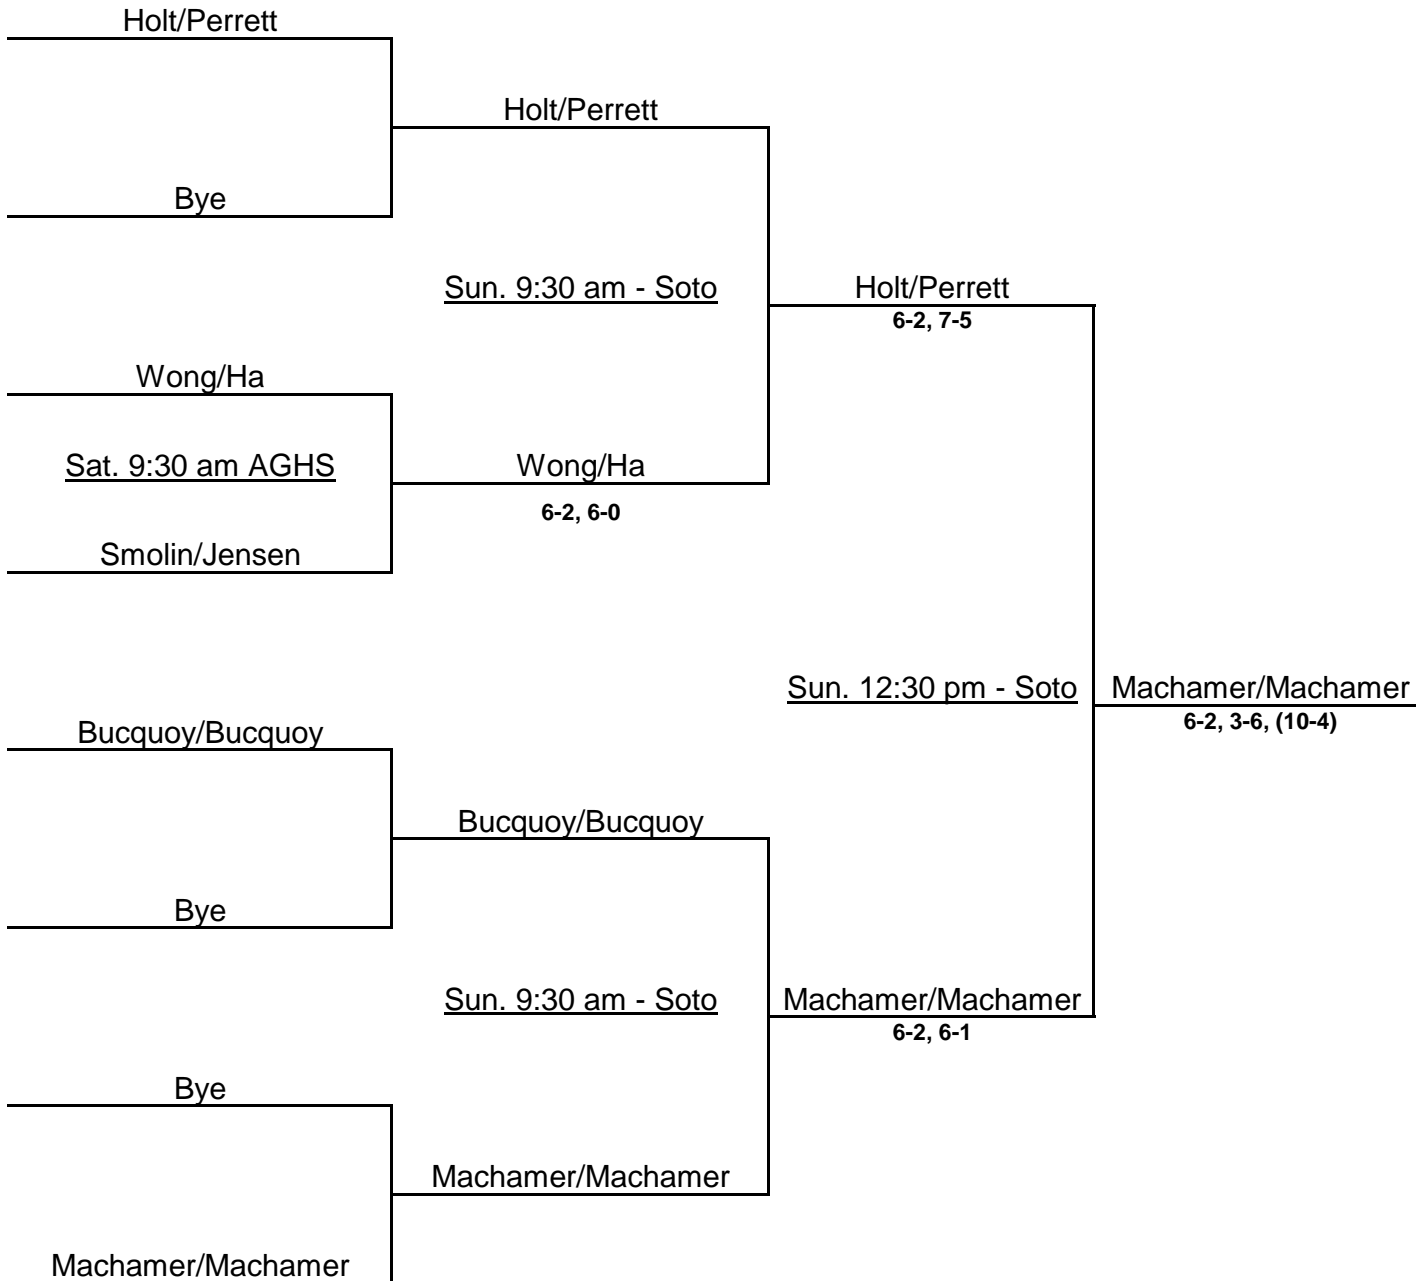 Holt/Perrett
Holt/Perrett
Bye
Sun. 9:30 am - Soto
Holt/Perrett
6-2, 7-5
Wong/Ha
Sat. 9:30 am AGHS
Wong/Ha
6-2, 6-0
Smolin/Jensen
Sun. 12:30 pm - Soto
Machamer/Machamer
6-2, 3-6, (10-4)
Bucquoy/Bucquoy
Bucquoy/Bucquoy
Bye
Sun. 9:30 am - Soto
Machamer/Machamer
6-2, 6-1
Bye
Machamer/Machamer
Machamer/Machamer